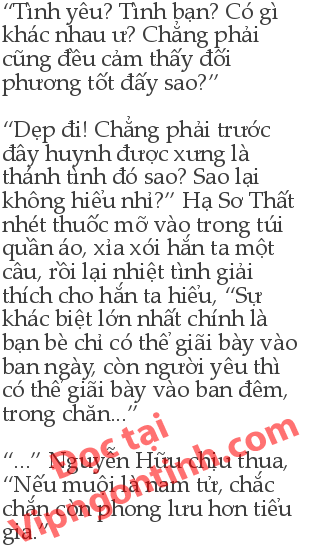 “Tình yêu? Tình bạn? Có gì
khác nhau ư? Chẳng phải
cũng đều cảm thấy đối
phương tốt đấy sao?”
“Dẹp đi! Chẳng phải trước
đây huynh được xưng là
thánh tình đó sao? Sao lại
không hiểu nhỉ?” Hạ Sơ Thất
nhét thuốc mỡ vào trong túi
quần áo, xỉa xói hắn ta một
câu, rồi lại nhiệt tình giải
thích cho hắn ta hiểu, “Sự
khác biệt lớn nhất chính là
bạn bè chỉ có thể giãi bày vào
ban ngày, còn người yêu thì
có thể giãi bày vào ban đêm,
trong chăn...”
“...” Nguyễn Hữu chịu thua,
“Nếu muội là nam tử, chắc
chắn còn phong lưu hơn tiểu
gia.”
Đọc tại
Vipngontinh.com